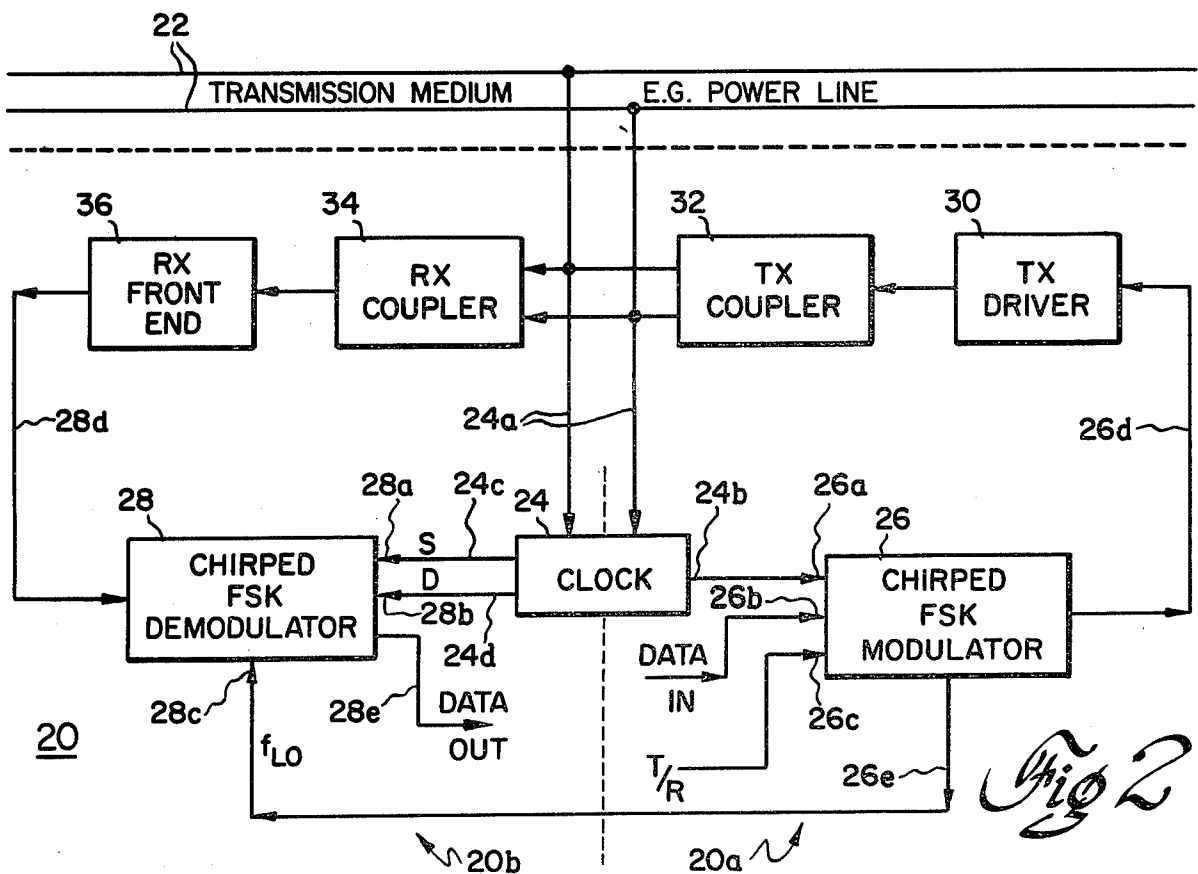 22
TRANSMISSION MEDIUM E.G. POWER LINE
36
34
32
30
RX
FRONT
END
RX
COUPLER
TX
COUPLER
TX
DRIVER
28d
24a
26d
28
28a
24c
24
24b
26a
26
CHIRPED
FSK
DEMODULATOR
S
D
28b
24d
CLOCK
26b
CHIRPED
FSK
MODULATOR
DATA
IN
26c
28c
28e
DATA
OUT
20
fLO
T/R
26e
20b
20a
Fig 2